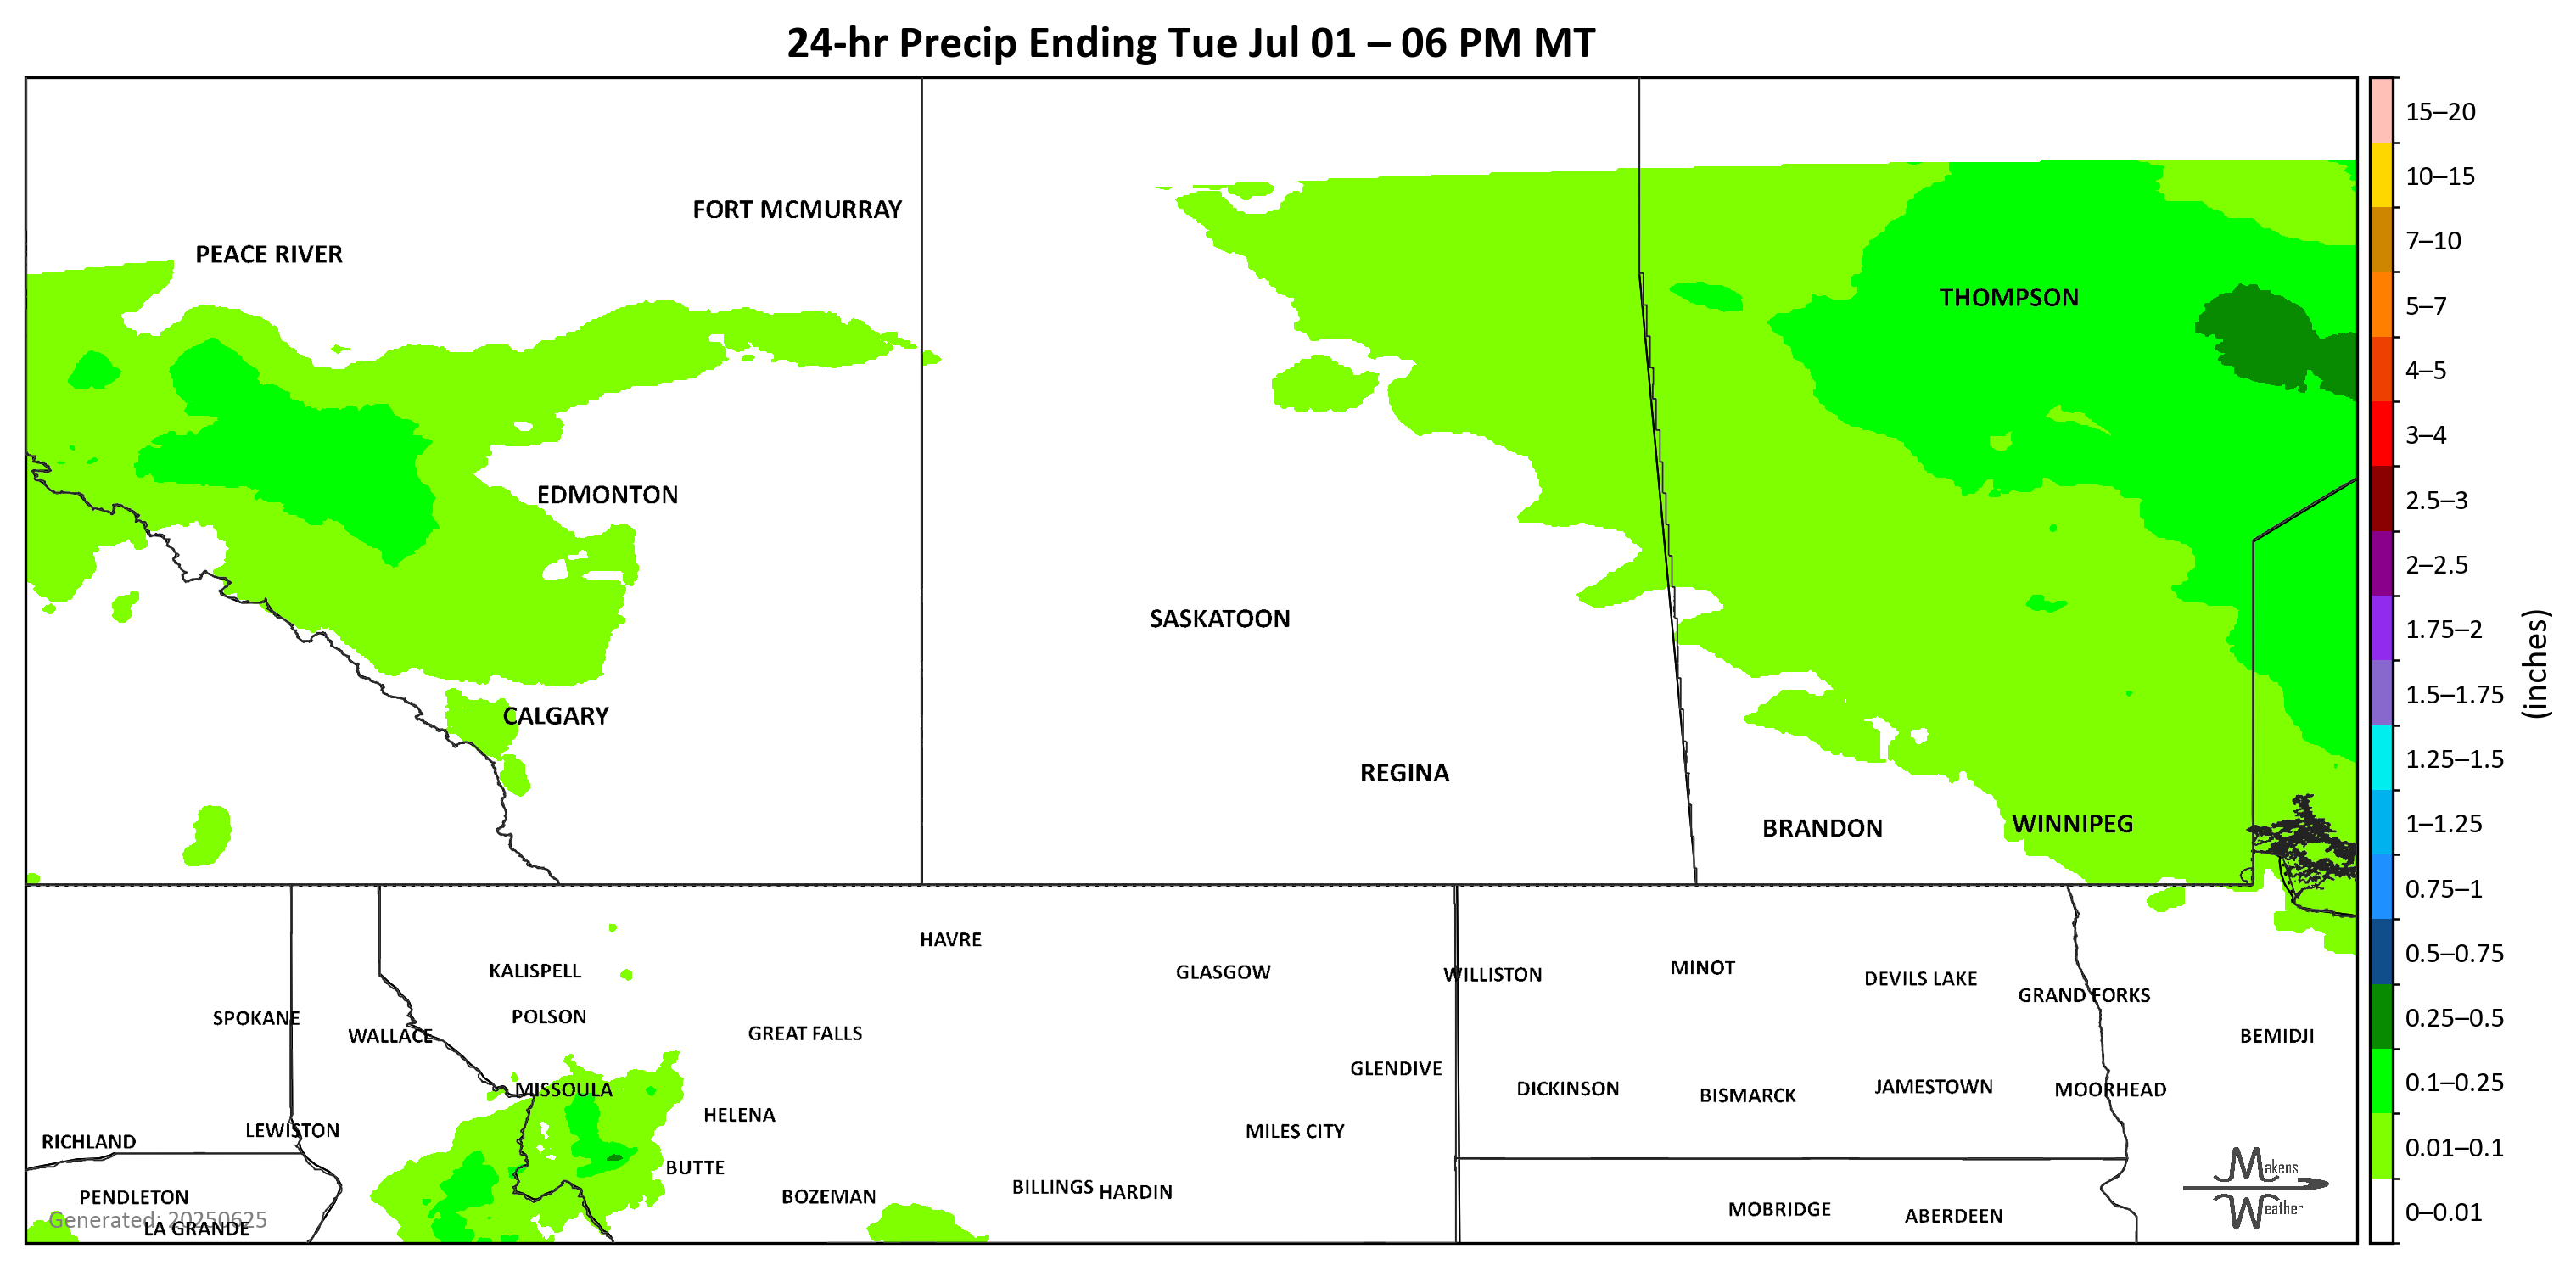 24-hr Precip Ending Tue Jul 01 – 06 PM MT
FORT MCMURRAY
PEACE RIVER
THOMPSON
EDMONTON
SASKATOON
CALGARY
REGINA
BRANDON
WINNIPEG
HAVRE
KALISPELL
GLASGOW
WILLISTON
MINOT
DEVILS LAKE
GRAND FORKS
SPOKANE
POLSON
WALLACE
GREAT FALLS
BEMIDJI
GLENDIVE
MISSOULA
DICKINSON
BISMARCK
JAMESTOWN
MOORHEAD
HELENA
LEWISTON
MILES CITY
RICHLAND
BUTTE
BILLINGS
HARDIN
BOZEMAN
PENDLETON
MOBRIDGE
ABERDEEN
Generated: 20250625
LA GRANDE
Makens
Weather
15–20
10–15
7–10
5–7
4–5
3–4
2.5–3
2–2.5
1.75–2
1.5–1.75
1.25–1.5
1–1.25
0.75–1
0.5–0.75
0.25–0.5
0.1–0.25
0.01–0.1
0–0.01
(inches)